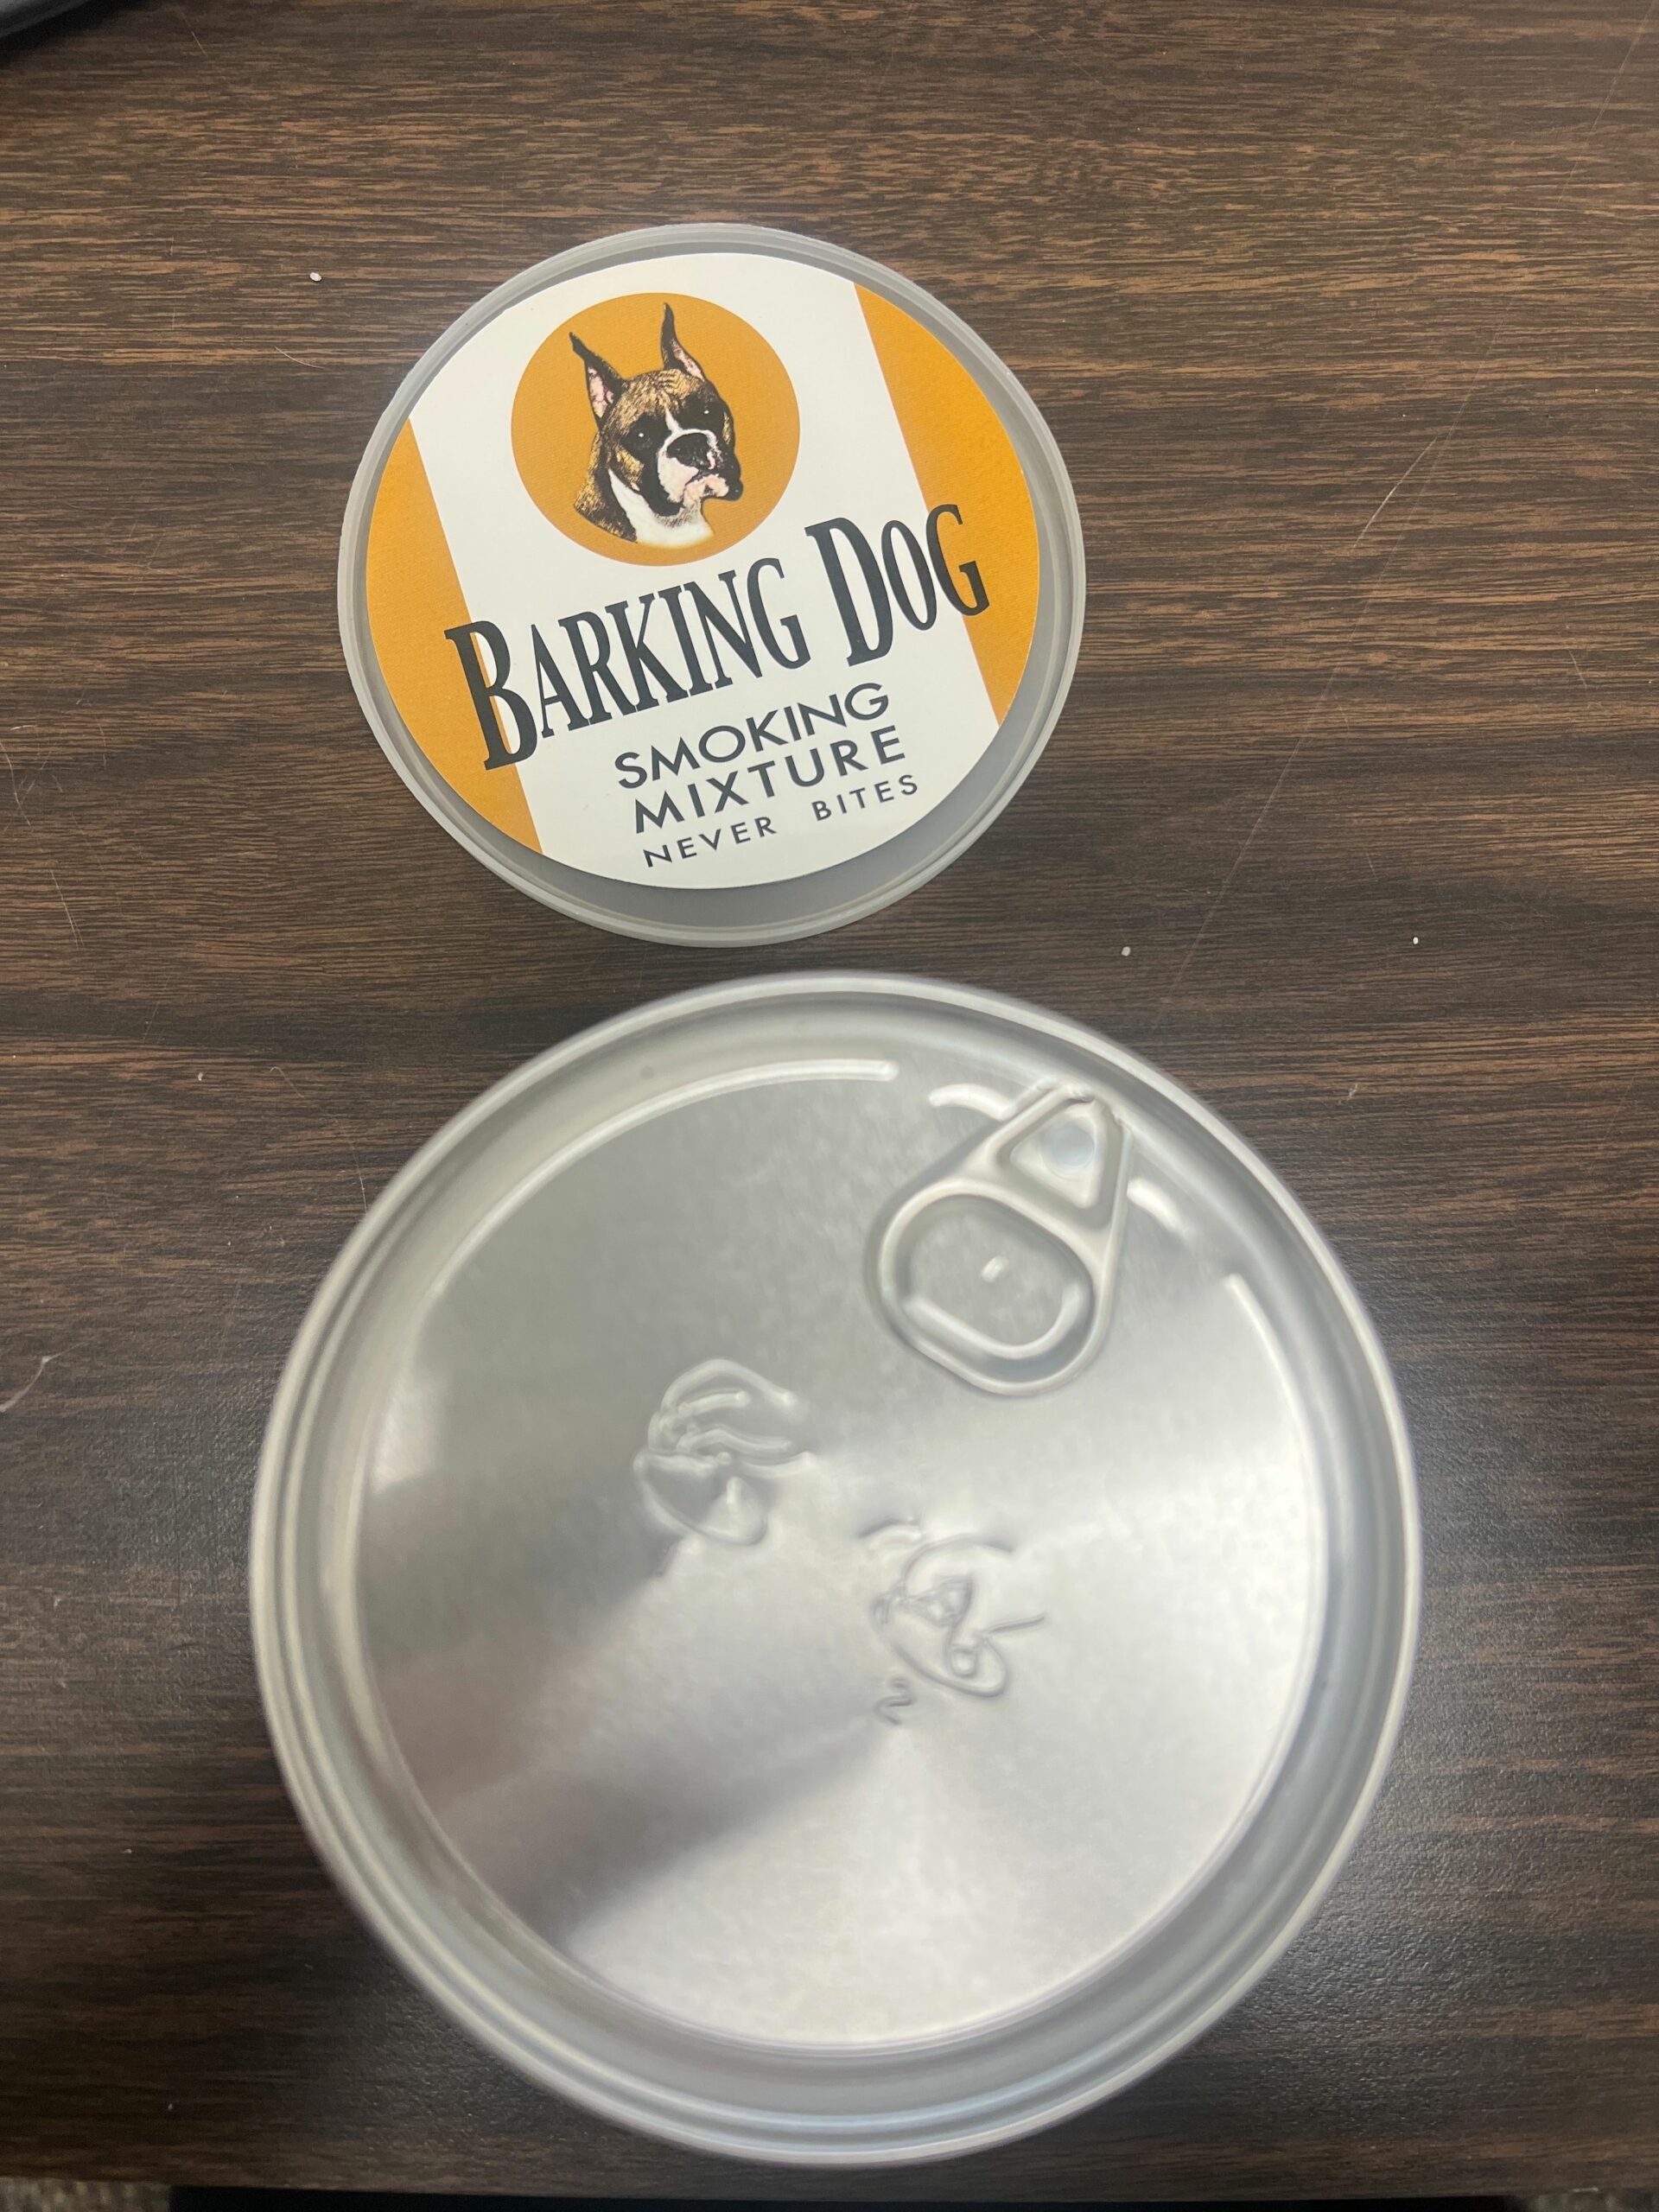 BARKING DOG
SMOKING
MIXTURE
NEVER BITES